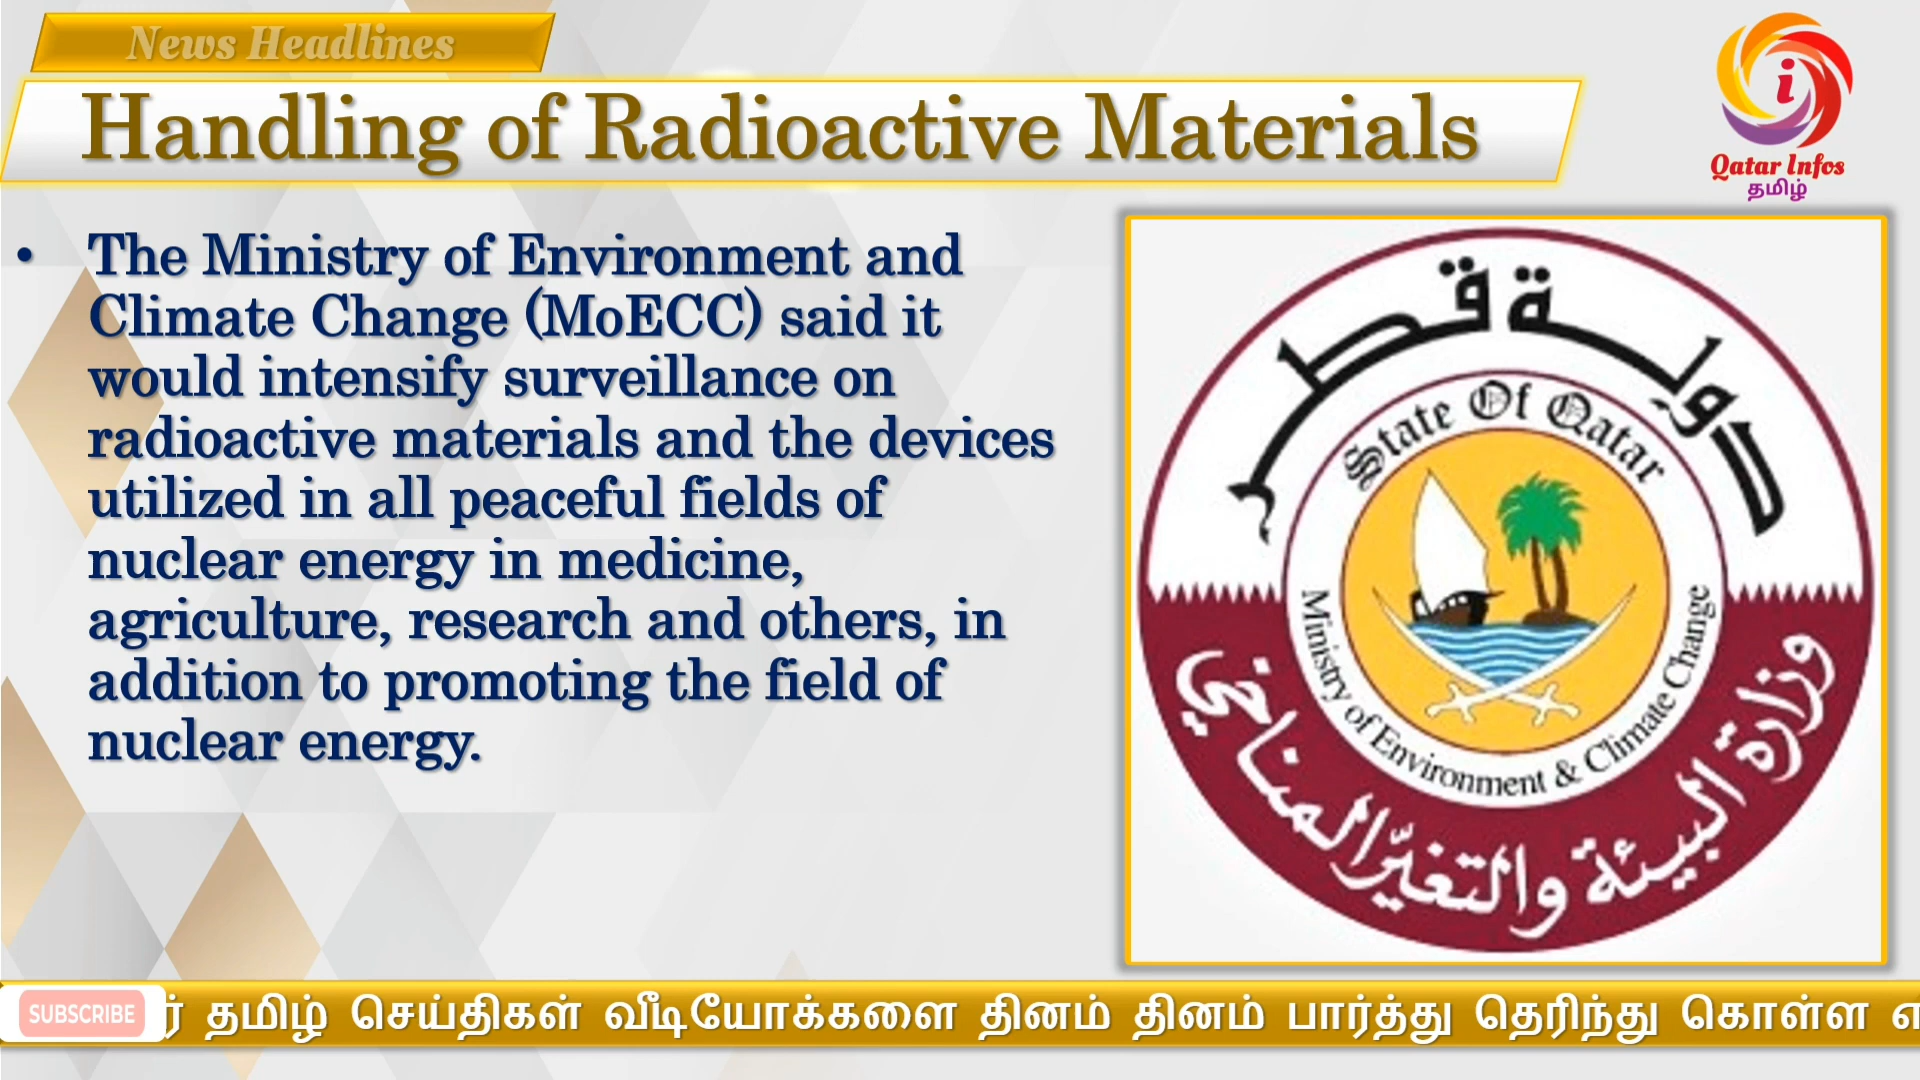 News Headlines
Handling of Radioactive Materials
i
Qatar Infos
தமிழ்
• The Ministry of Environment and
Climate Change (MoECC) said it
would intensify surveillance on
radioactive materials and the devices
utilized in all peaceful fields of
nuclear energy in medicine,
agriculture, research and others, in
addition to promoting the field of
nuclear energy.
دولة قطر
State Of Qatar
Ministry of Environment & Climate Change
وزارة البيئة والتغيّر المناخي
SUBSCRIBE
ர் தமிழ் செய்திகள் வீடியோக்களை தினம் தினம் பார்த்து தெரிந்து கொள்ள எ